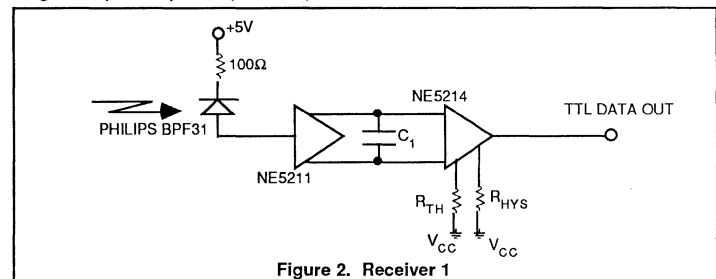 +5V
100Ω
NE5214
TTL DATA OUT
PHILIPS BPF31
C1
NE5211
RTH
RHYS
VCC
VCC
Figure 2. Receiver 1